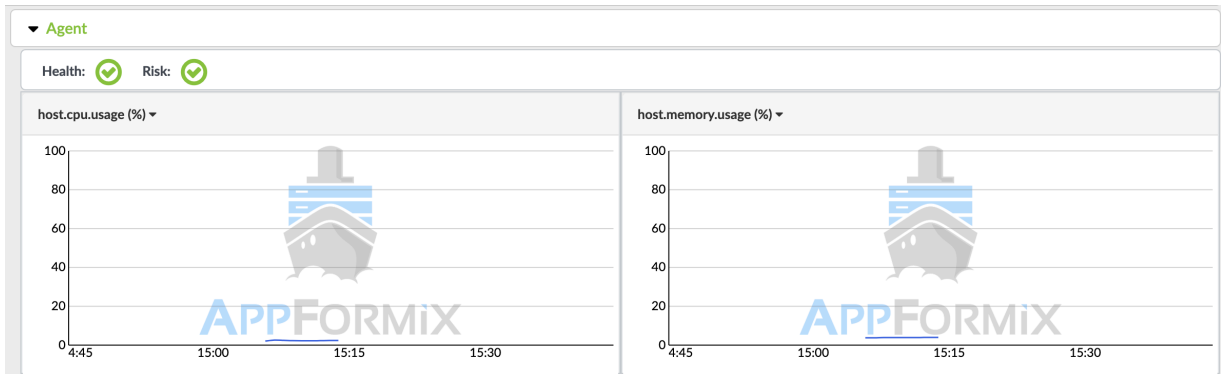 Agent
Health: Risk:
host.cpu.usage (%)
100
80
60
40
20
0
4:45 15:00 15:15 15:30
APPFORMiX
host.memory.usage (%)
100
80
60
40
20
0
4:45 15:00 15:15 15:30
APPFORMiX